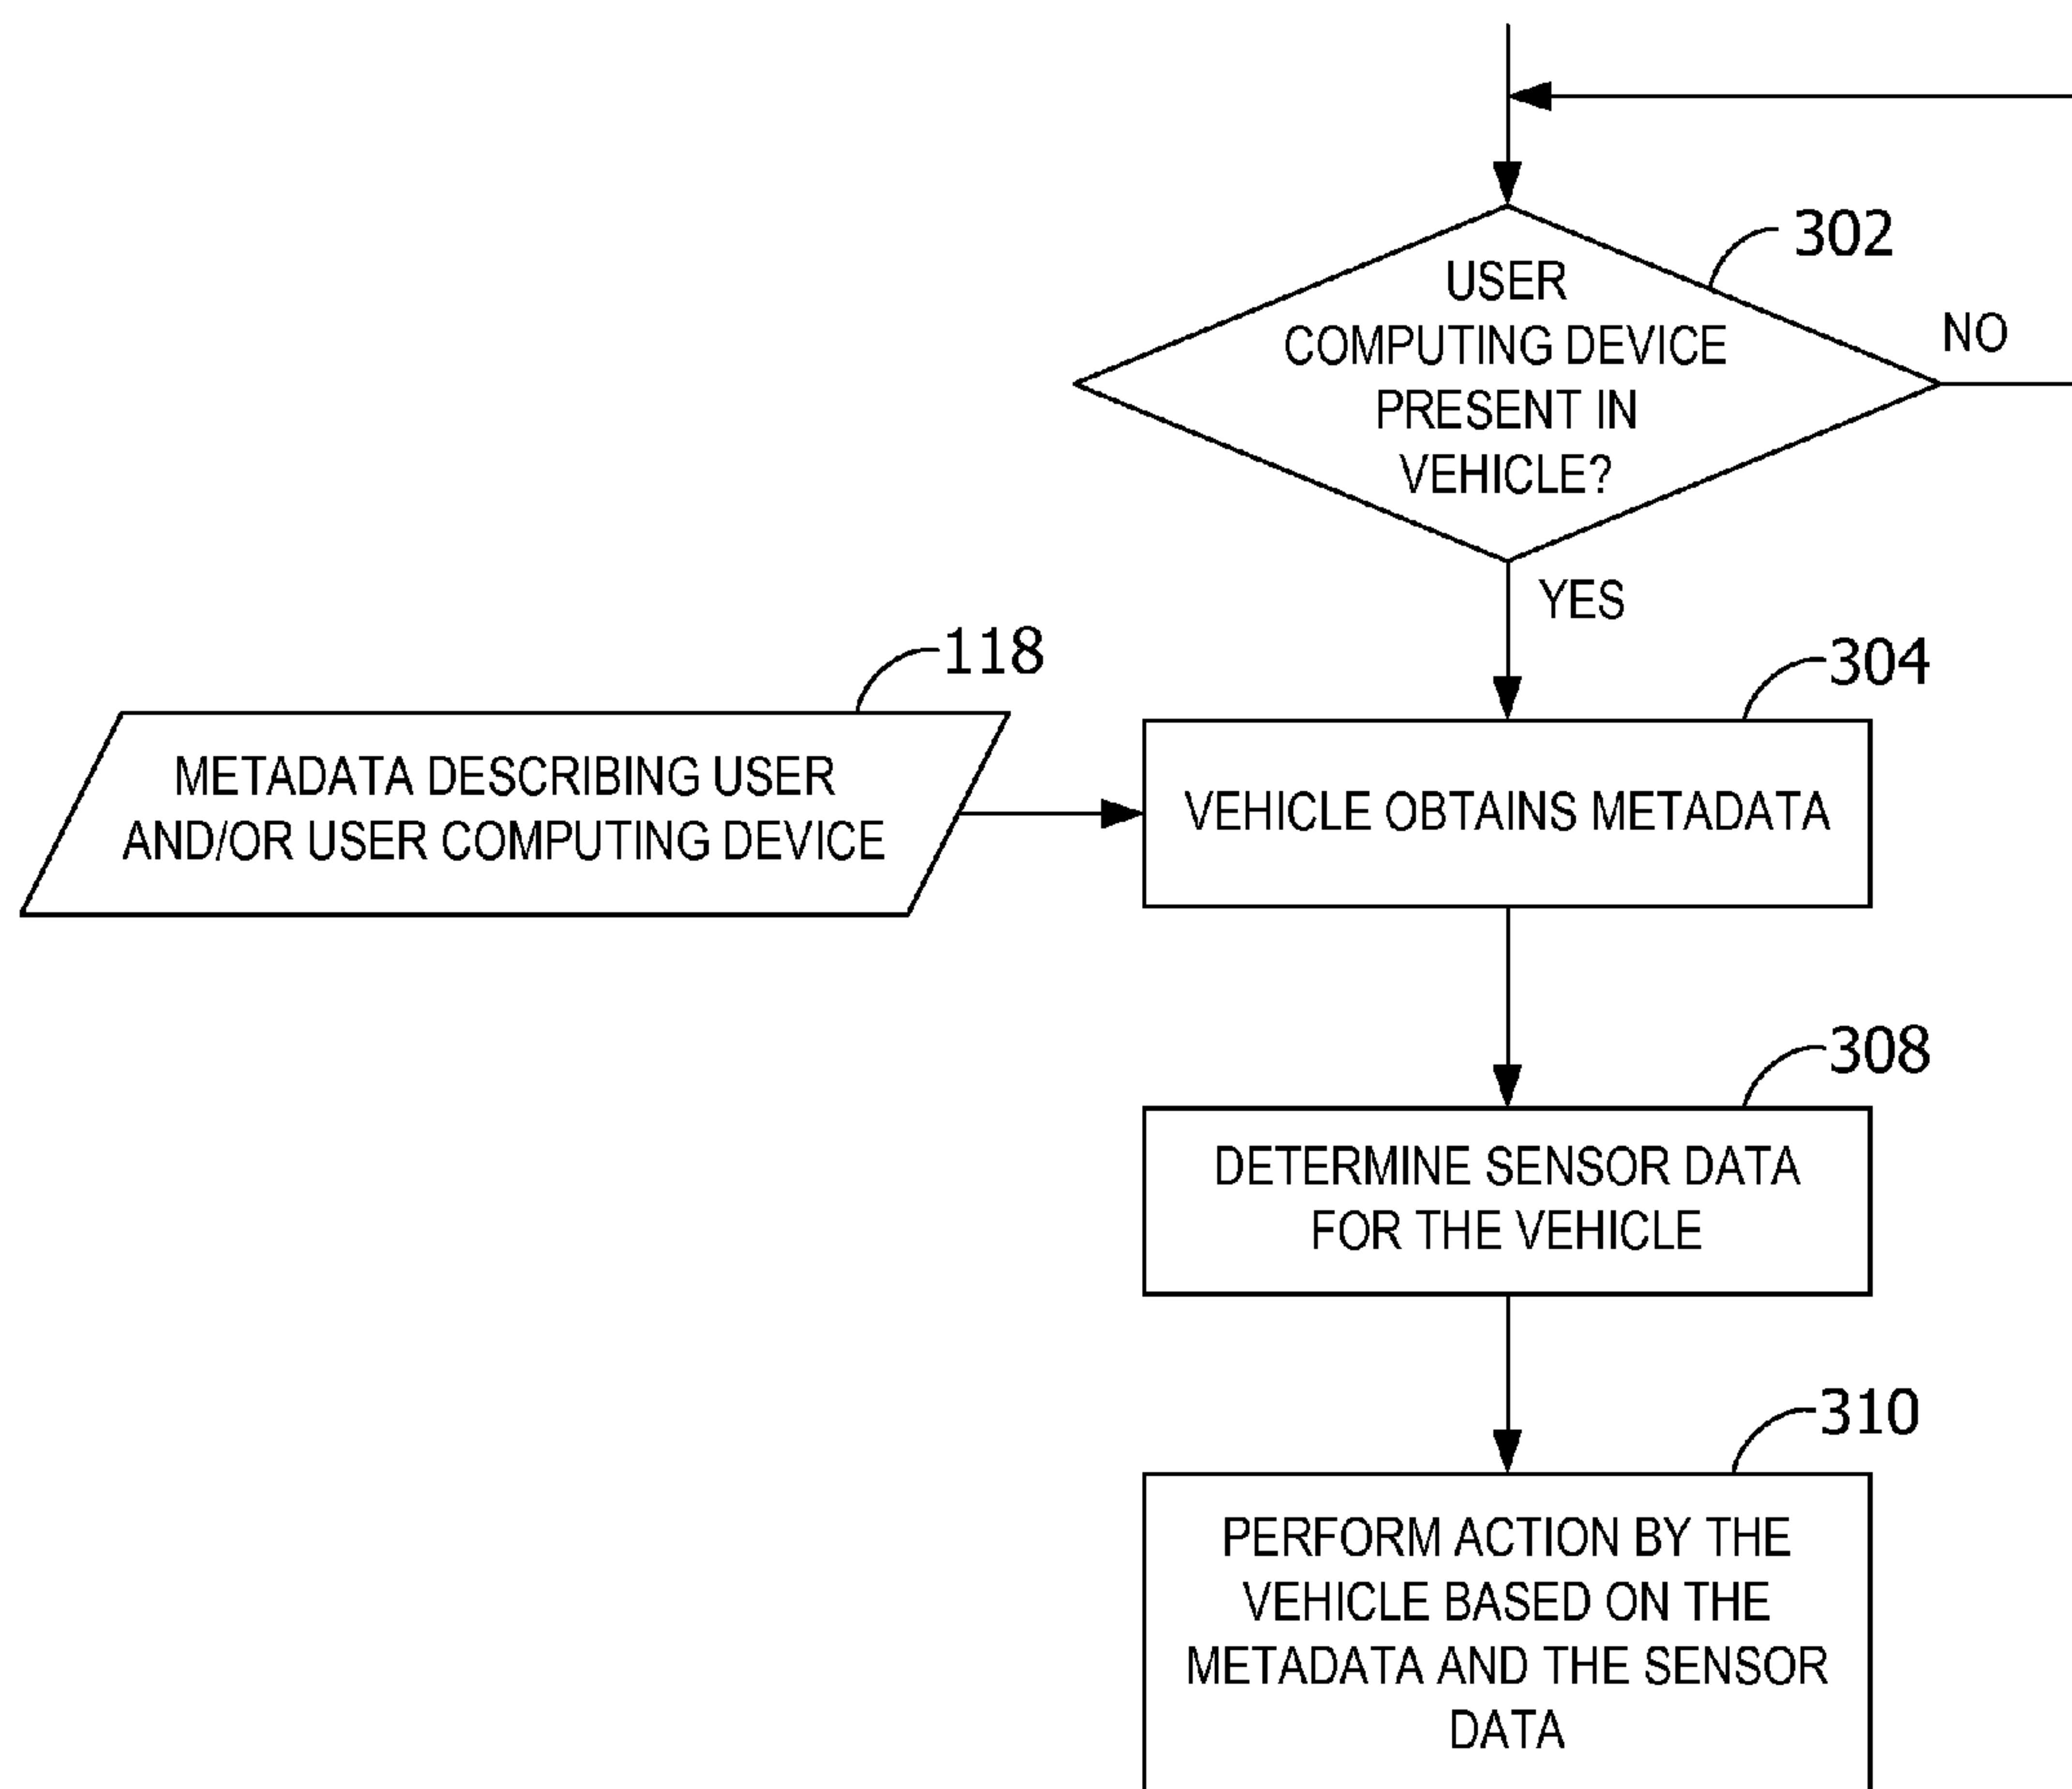 302
USER
COMPUTING DEVICE
PRESENT IN
VEHICLE?
NO
YES
118
METADATA DESCRIBING USER
AND/OR USER COMPUTING DEVICE
304
VEHICLE OBTAINS METADATA
308
DETERMINE SENSOR DATA
FOR THE VEHICLE
310
PERFORM ACTION BY THE
VEHICLE BASED ON THE
METADATA AND THE SENSOR
DATA